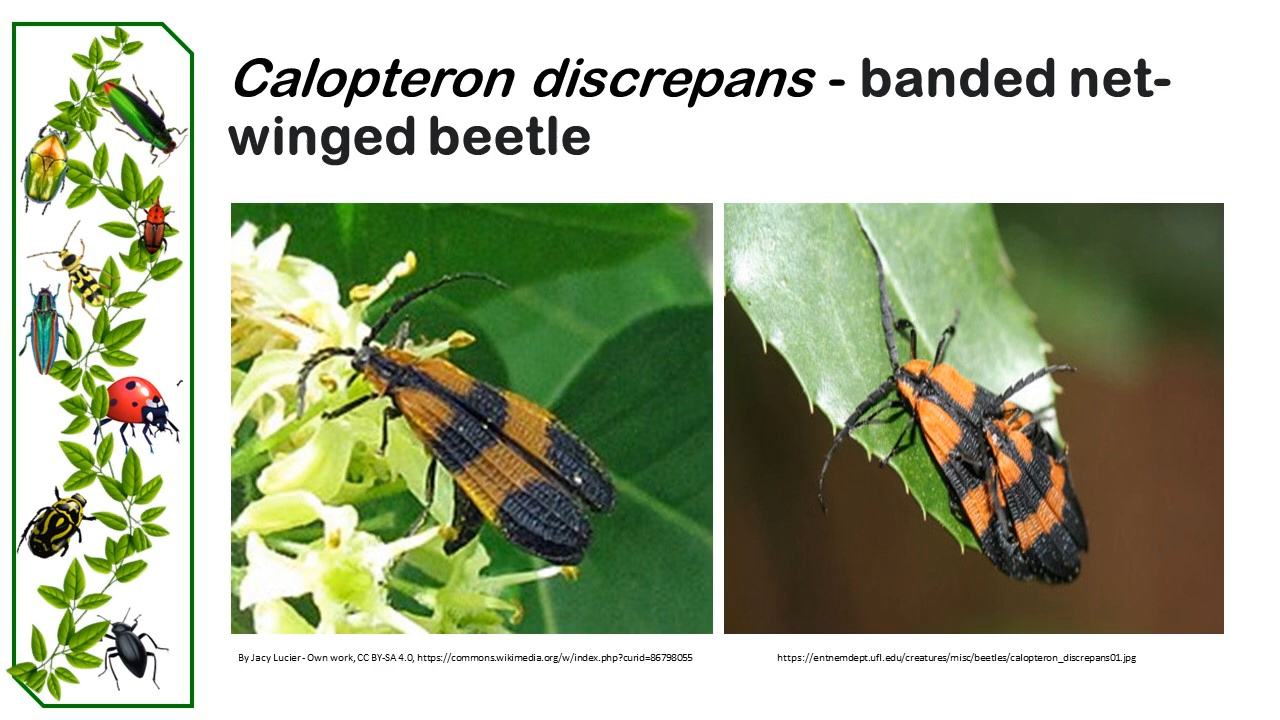 Calopteron discrepans - banded net-
winged beetle
By Jacy Lucier - Own work, CC BY-SA 4.0, https://commons.wikimedia.org/w/index.php?curid=86798055
https://entnemdept.ufl.edu/creatures/misc/beetles/calopteron_discrepans01.jpg